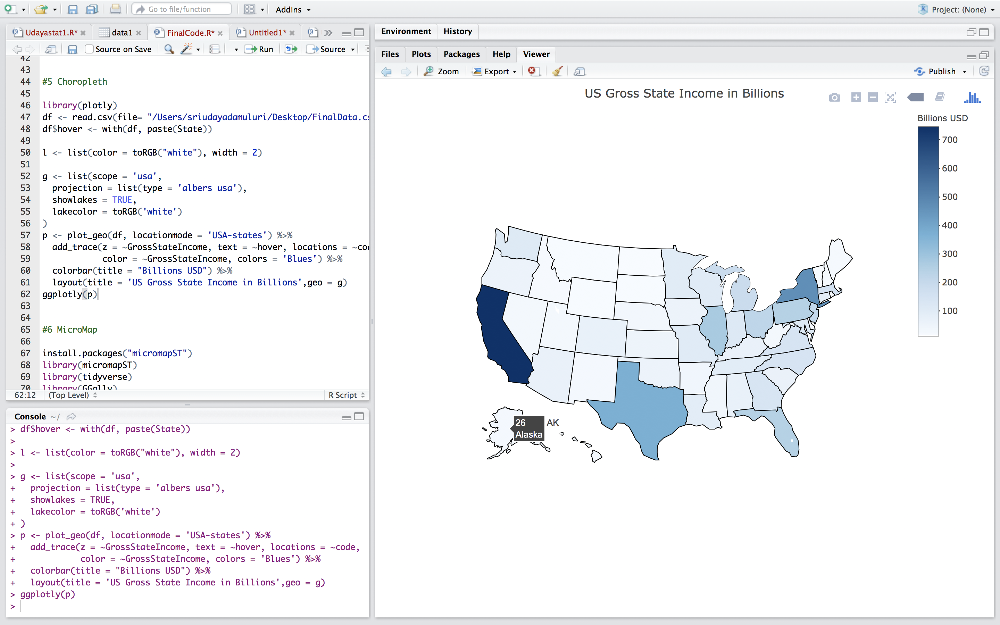 Go to file/function
Addins
Project: (None)
Udayastat1.R*
data1
FinalCode.R*
Untitled1*
Source on Save
Run
Source
42
43
44 #5 Choropleth
45
46 library(plotly)
47 df <- read.csv(file= "/Users/sriudayadamuluri/Desktop/FinalData.cs
48 df$hover <- with(df, paste(State))
49
50 l <- list(color = toRGB("white"), width = 2)
51
52 g <- list(scope = 'usa',
53 projection = list(type = 'albers usa'),
54 showlakes = TRUE,
55 lakecolor = toRGB('white')
56 )
57 p <- plot_geo(df, locationmode = 'USA-states') %>%
58 add_trace(z = ~GrossStateIncome, text = ~hover, locations = ~co
59 color = ~GrossStateIncome, colors = 'Blues') %>%
60 colorbar(title = "Billions USD") %>%
61 layout(title = 'US Gross State Income in Billions',geo = g)
62 ggplotly(p)
63
64
65 #6 MicroMap
66
67 install.packages("micromapST")
68 library(micromapST)
69 library(tidyverse)
70 library(GGally)
62:12 (Top Level) R Script
Console ~/
> df$hover <- with(df, paste(State))
>
> l <- list(color = toRGB("white"), width = 2)
>
> g <- list(scope = 'usa',
+ projection = list(type = 'albers usa'),
+ showlakes = TRUE,
+ lakecolor = toRGB('white')
+ )
> p <- plot_geo(df, locationmode = 'USA-states') %>%
+ add_trace(z = ~GrossStateIncome, text = ~hover, locations = ~code,
+ color = ~GrossStateIncome, colors = 'Blues') %>%
+ colorbar(title = "Billions USD") %>%
+ layout(title = 'US Gross State Income in Billions',geo = g)
> ggplotly(p)
>
Environment History
Files Plots Packages Help Viewer
Zoom Export Publish
US Gross State Income in Billions
Billions USD
700
600
500
400
300
200
100
26 AK
Alaska